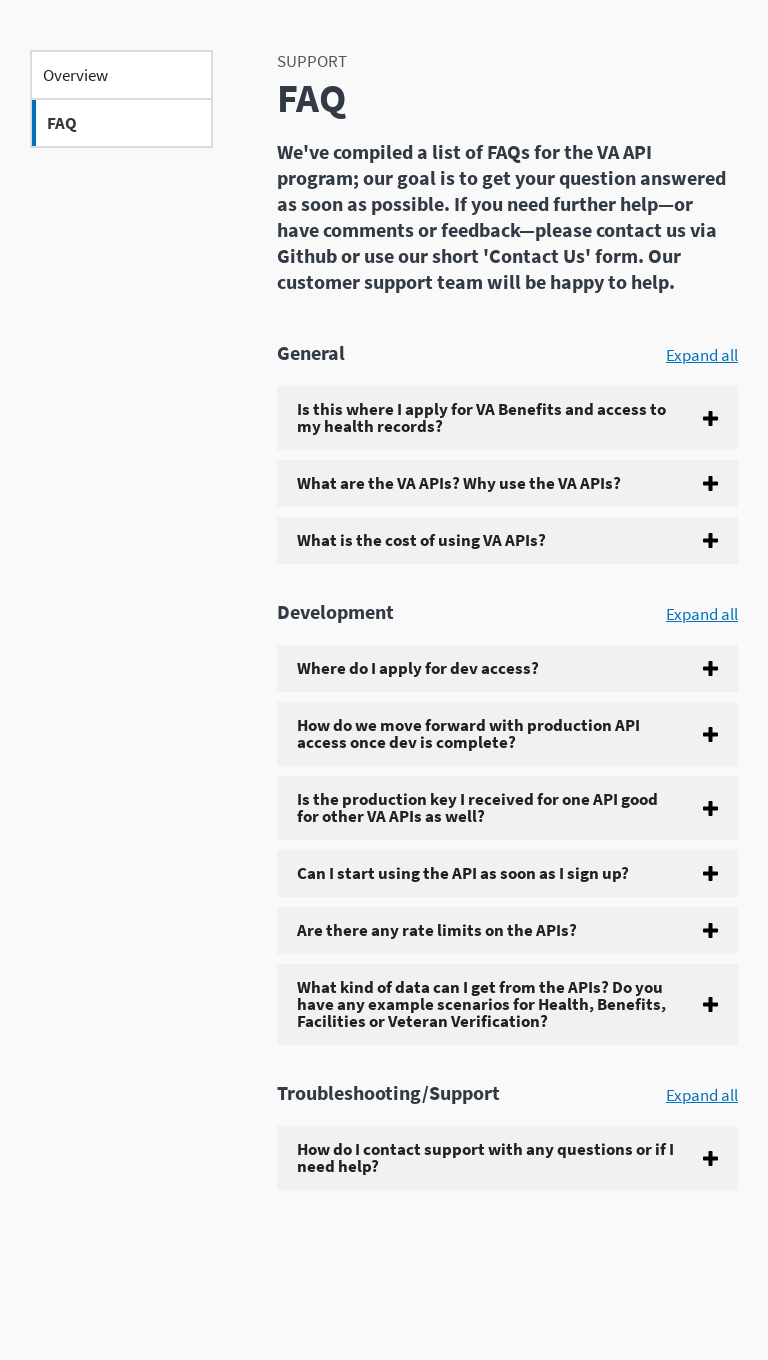 Overview
FAQ
SUPPORT
FAQ
We've compiled a list of FAQs for the VA API
program; our goal is to get your question answered
as soon as possible. If you need further help—or
have comments or feedback—please contact us via
Github or use our short 'Contact Us' form. Our
customer support team will be happy to help.
General
Expand all
Is this where I apply for VA Benefits and access to
my health records?
What are the VA APIs? Why use the VA APIs?
What is the cost of using VA APIs?
Development
Expand all
Where do I apply for dev access?
How do we move forward with production API
access once dev is complete?
Is the production key I received for one API good
for other VA APIs as well?
Can I start using the API as soon as I sign up?
Are there any rate limits on the APIs?
What kind of data can I get from the APIs? Do you
have any example scenarios for Health, Benefits,
Facilities or Veteran Verification?
Troubleshooting/Support
Expand all
How do I contact support with any questions or if I
need help?